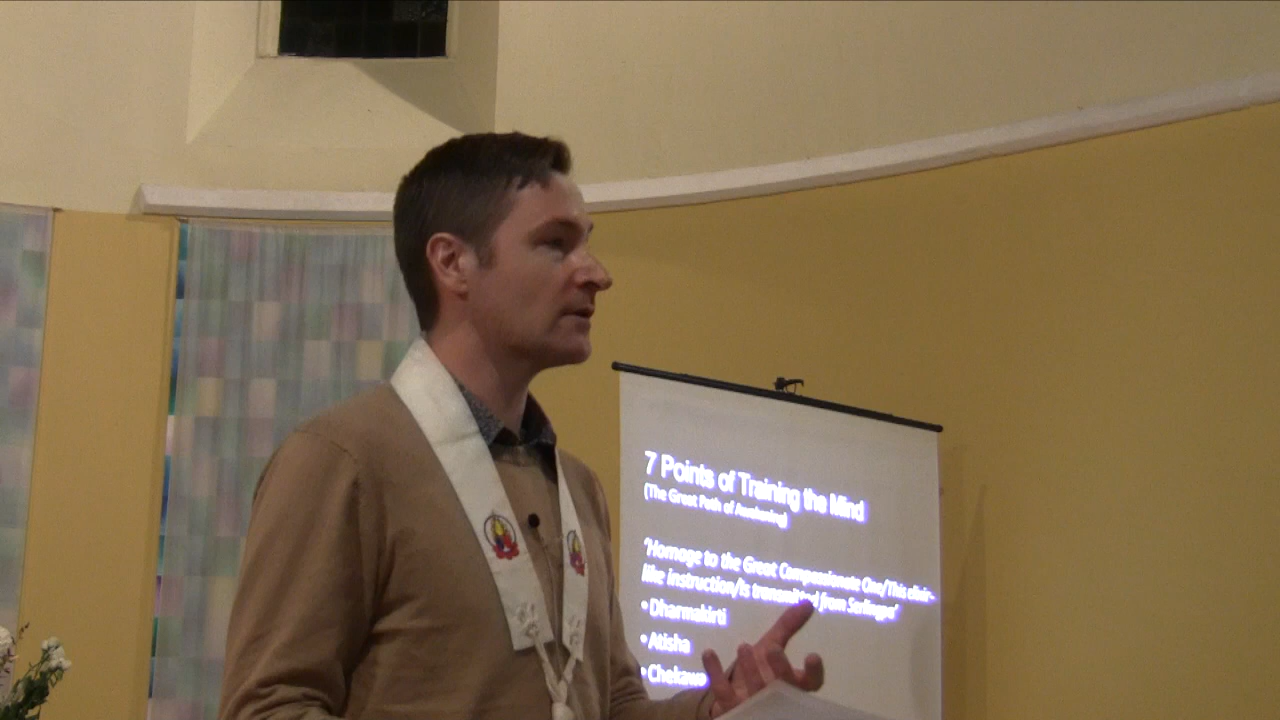 7 Points of Training the Mind
(The Great Path of Awakening)
'Homage to the Great Compassionate One/This elixir-
like instruction/Is transmitted from Serlingpa'
• Dharmakirti
• Atisha
• Chekawa